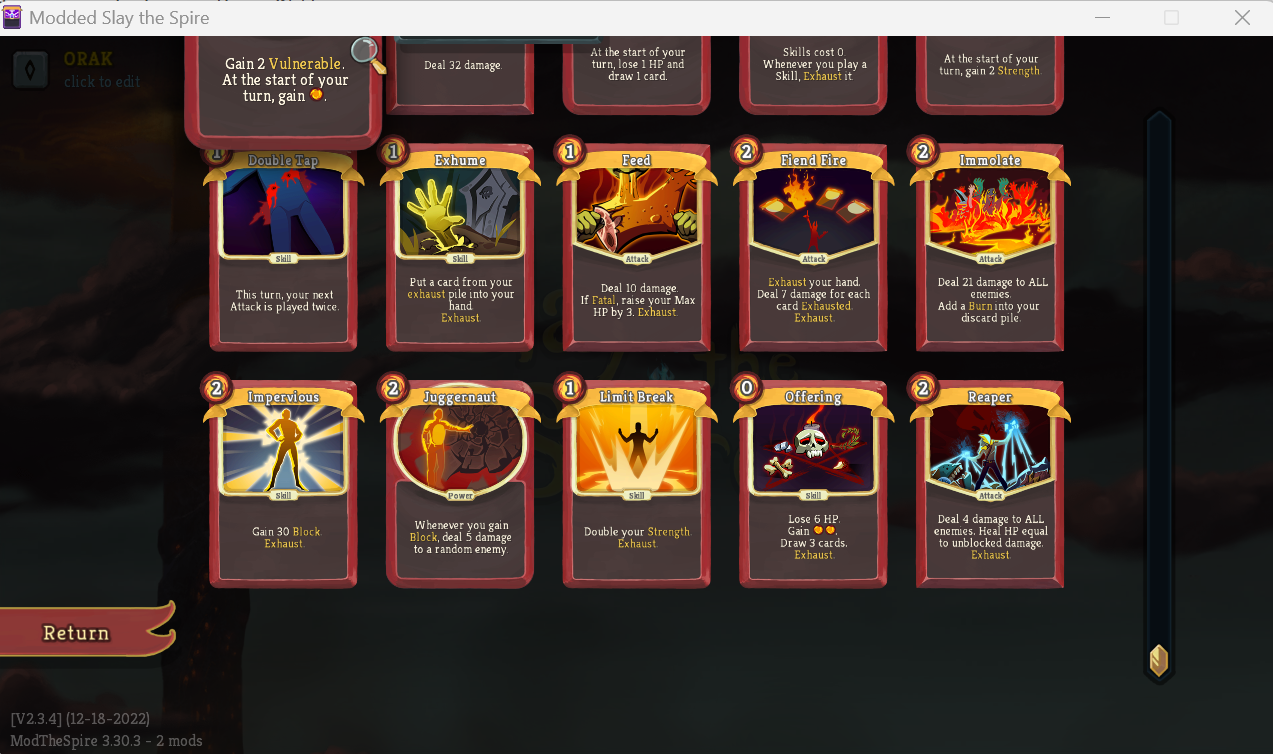 Modded Slay the Spire
ORAK
click to edit
Gain 2 Vulnerable.
At the start of your
turn, gain .
Deal 32 damage.
At the start of your
turn, lose 1 HP and
draw 1 card.
Skills cost 0.
Whenever you play a
Skill, Exhaust it.
At the start of your
turn, gain 2 Strength.
1
Double Tap
Skill
This turn, your next
Attack is played twice.
1
Exhume
Skill
Put a card from your
exhaust pile into your
hand.
Exhaust.
1
Feed
Attack
Deal 10 damage.
If Fatal, raise your Max
HP by 3. Exhaust.
2
Fiend Fire
Attack
Exhaust your hand.
Deal 7 damage for each
card Exhausted.
Exhaust.
2
Immolate
Attack
Deal 21 damage to ALL
enemies.
Add a Burn into your
discard pile.
2
Impervious
Skill
Gain 30 Block.
Exhaust.
2
Juggernaut
Power
Whenever you gain
Block, deal 5 damage
to a random enemy.
1
Limit Break
Skill
Double your Strength.
Exhaust.
0
Offering
Skill
Lose 6 HP.
Gain .
Draw 3 cards.
Exhaust.
2
Reaper
Attack
Deal 4 damage to ALL
enemies. Heal HP equal
to unblocked damage.
Exhaust.
the
Return
[V2.3.4] (12-18-2022)
ModTheSpire 3.30.3 - 2 mods